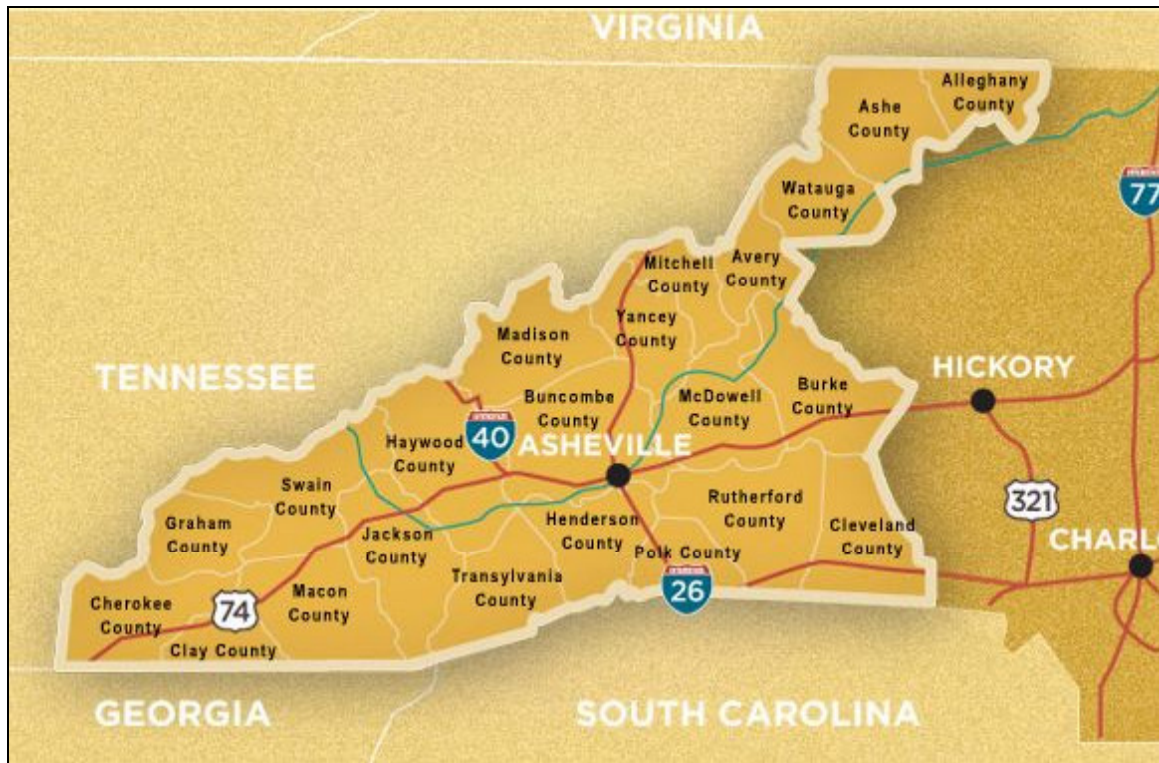 VIRGINIA
Alleghany
County
Ashe
County
77
Watauga
County
Avery
County
Mitchell
County
Yancey
County
Madison
County
TENNESSEE
HICKORY
Burke
County
McDowell
County
Buncombe
County
40
ASHEVILLE
Haywood
County
Swain
County
321
Rutherford
County
Graham
County
Jackson
County
Henderson
County
Cleveland
County
CHARLO
Polk County
Transylvania
County
26
Macon
County
Cherokee
County
74
Clay County
GEORGIA
SOUTH CAROLINA